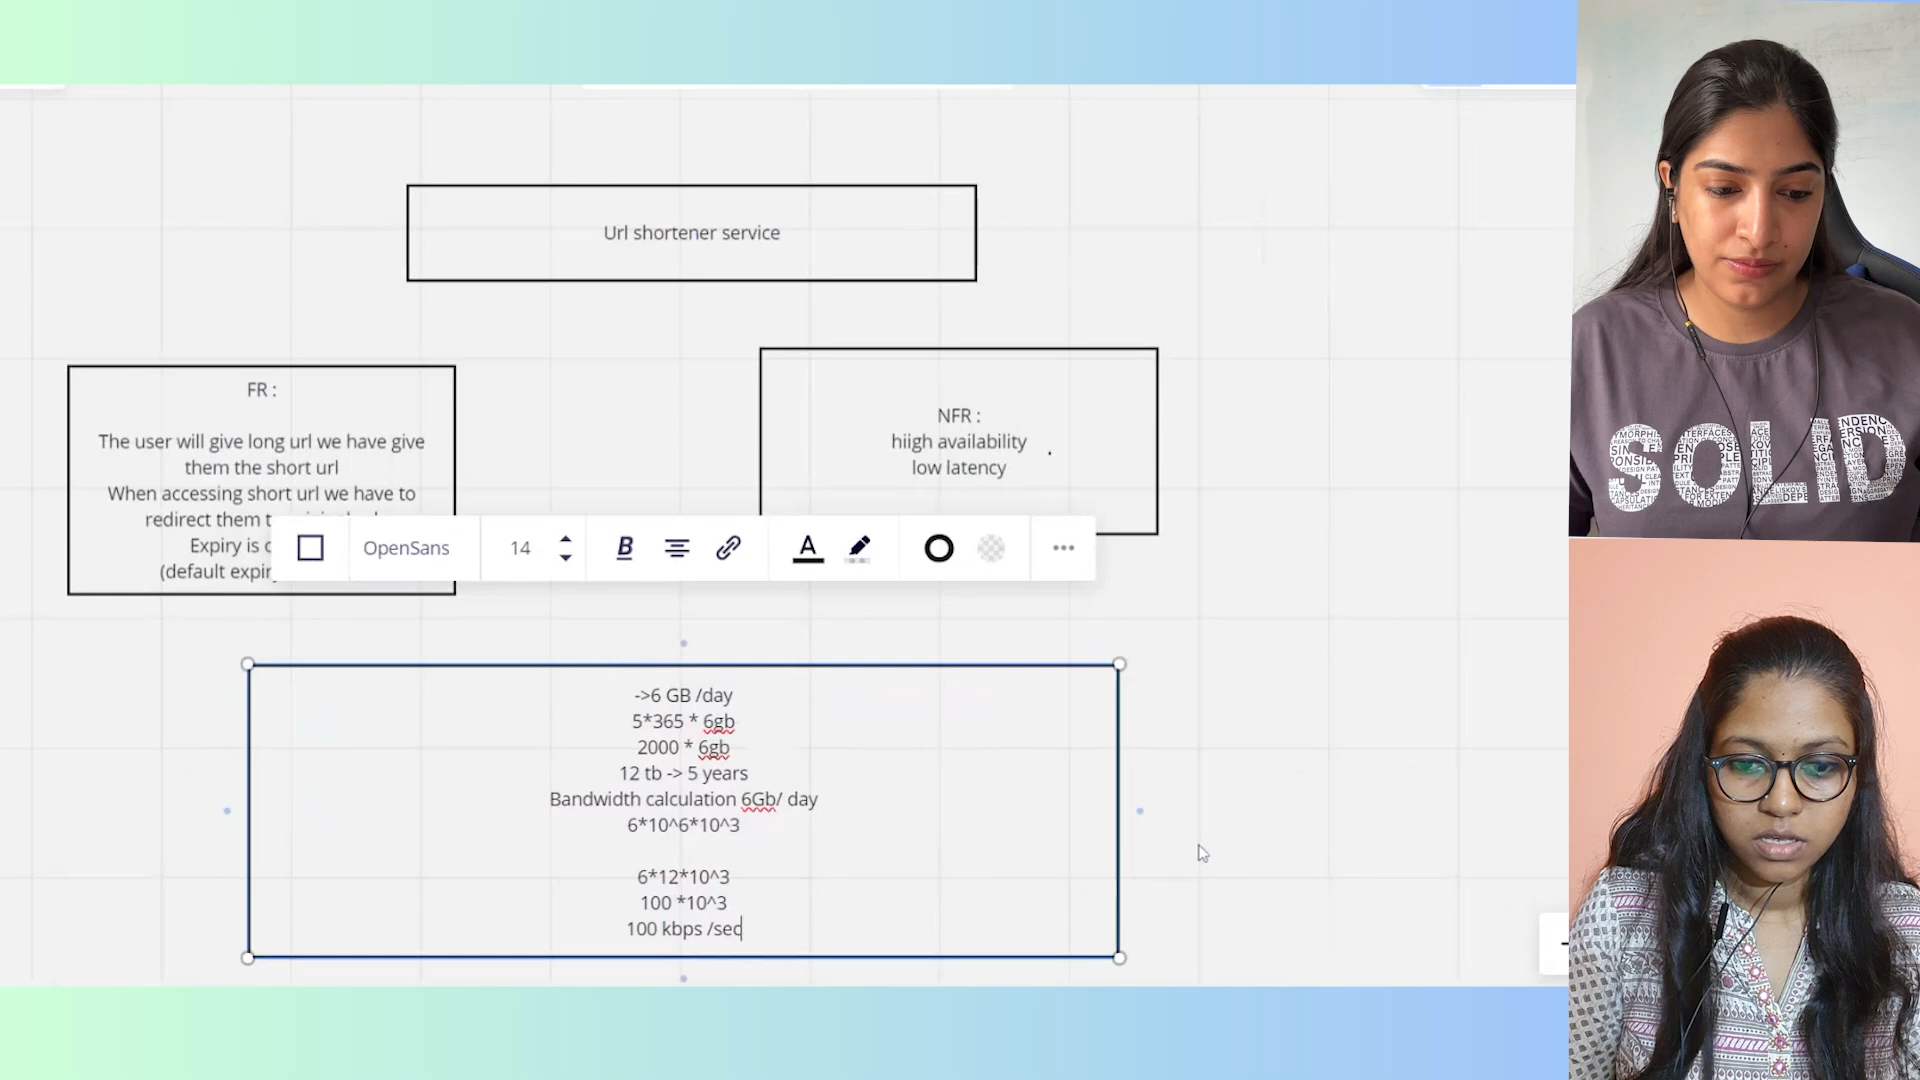 Url shortener service
FR :
The user will give long url we have give
them the short url
When accessing short url we have to
redirect them
Expiry is
(default
NFR :
hiigh availability
low latency
OpenSans
14
B
A
->6 GB /day
5*365 * 6gb
2000 * 6gb
12 tb -> 5 years
Bandwidth calculation 6Gb/ day
6*10^6*10^3
6*12*10^3
100 *10^3
100 kbps /sec
SOLID